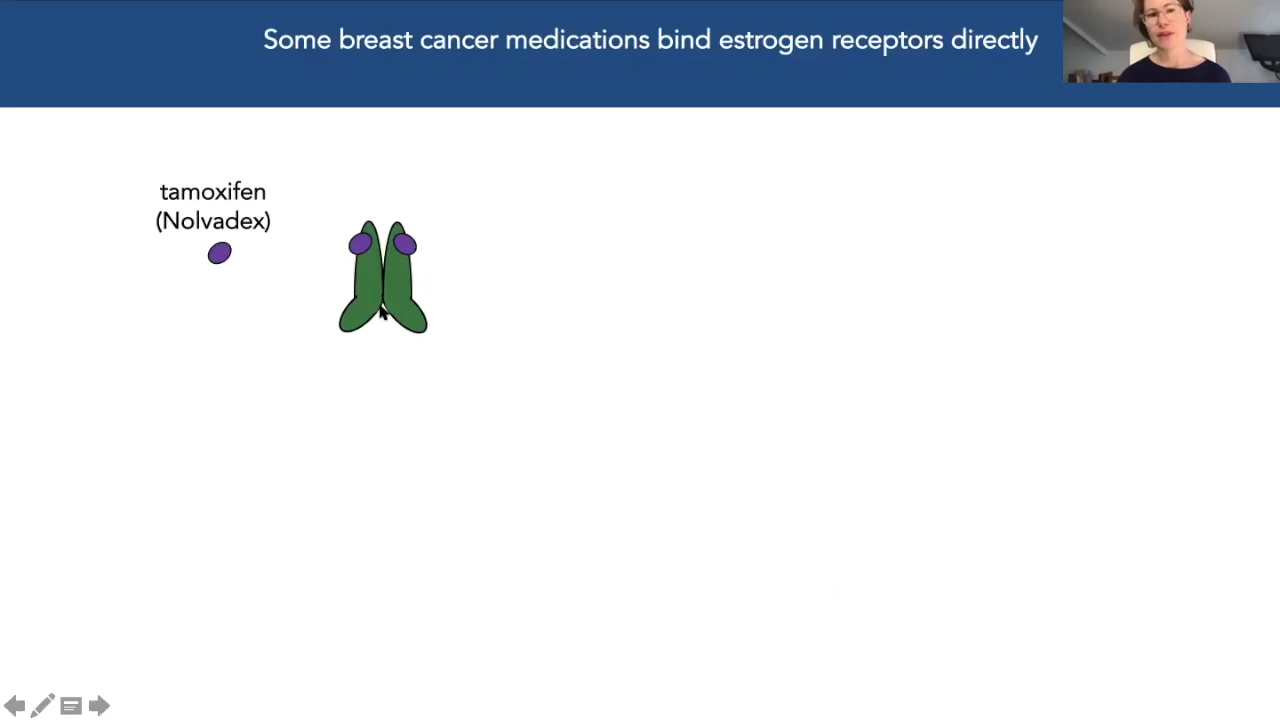 Some breast cancer medications bind estrogen receptors directly
tamoxifen
(Nolvadex)